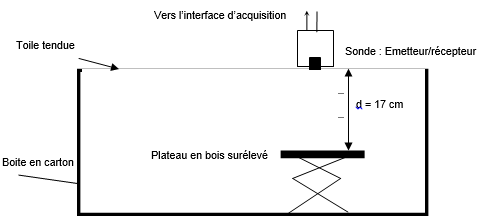 Vers l'interface d'acquisition
Toile tendue
Sonde : Emetteur/récepteur
d = 17 cm
Plateau en bois surélevé
Boite en carton